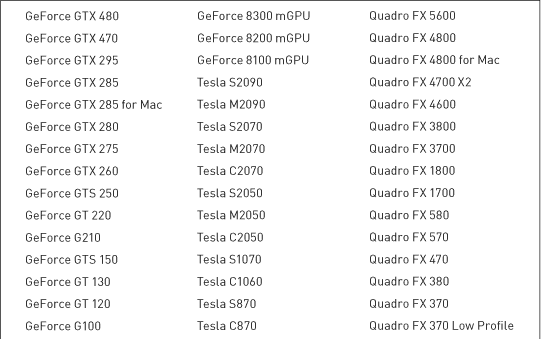 GeForce GTX 480 GeForce 8300 mGPU Quadro FX 5600
GeForce GTX 470 GeForce 8200 mGPU Quadro FX 4800
GeForce GTX 295 GeForce 8100 mGPU Quadro FX 4800 for Mac
GeForce GTX 285 Tesla S2090 Quadro FX 4700 X2
GeForce GTX 285 for Mac Tesla M2090 Quadro FX 4600
GeForce GTX 280 Tesla S2070 Quadro FX 3800
GeForce GTX 275 Tesla M2070 Quadro FX 3700
GeForce GTX 260 Tesla C2070 Quadro FX 1800
GeForce GTS 250 Tesla S2050 Quadro FX 1700
GeForce GT 220 Tesla M2050 Quadro FX 580
GeForce G210 Tesla C2050 Quadro FX 570
GeForce GTS 150 Tesla S1070 Quadro FX 470
GeForce GT 130 Tesla C1060 Quadro FX 380
GeForce GT 120 Tesla S870 Quadro FX 370
GeForce G100 Tesla C870 Quadro FX 370 Low Profile